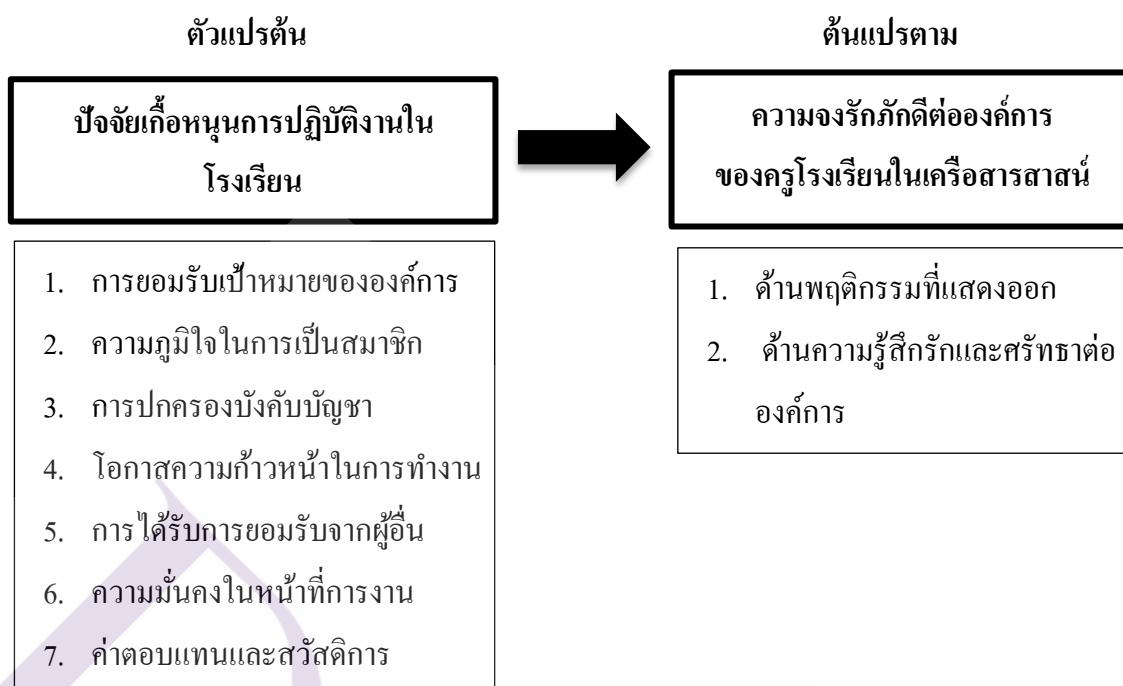 ตัวแปรต้น
ปัจจัยเกื้อหนุนการปฏิบัติงานใน
โรงเรียน
1. การยอมรับเป้าหมายขององค์การ
2. ความภูมิใจในการเป็นสมาชิก
3. การปกครองบังคับบัญชา
4. โอกาสความก้าวหน้าในการทำงาน
5. การได้รับการยอมรับจากผู้อื่น
6. ความมั่นคงในหน้าที่การงาน
7. ค่าตอบแทนและสวัสดิการ
ต้นแปรตาม
ความจงรักภักดีต่อองค์การ
ของครูโรงเรียนในเครือสารสาสน์
1. ด้านพฤติกรรมที่แสดงออก
2. ด้านความรู้สึกรักและศรัทธาต่อ
องค์การ